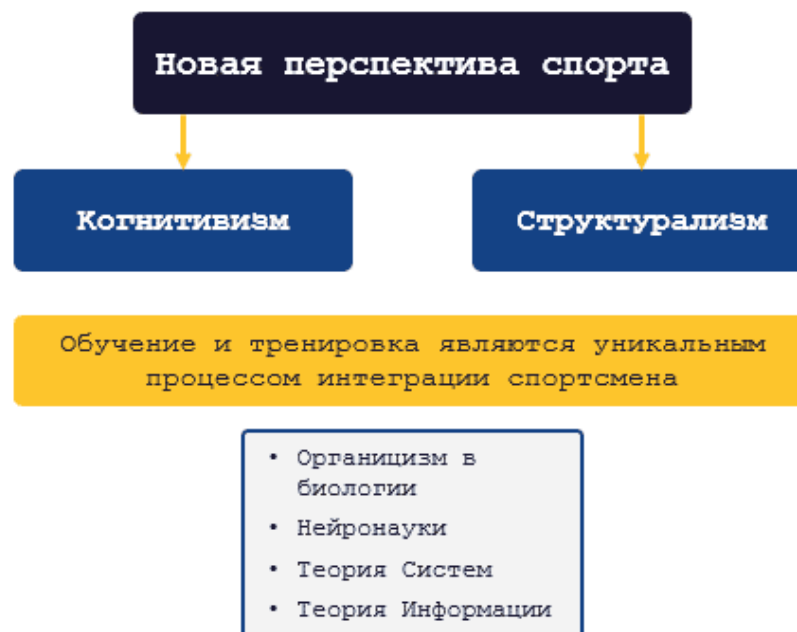 Новая перспектива спорта
Когнитивизм
Структурализм
Обучение и тренировка являются уникальным
процессом интеграции спортсмена
• Органицизм в
биологии
• Нейронауки
• Теория Систем
• Теория Информации